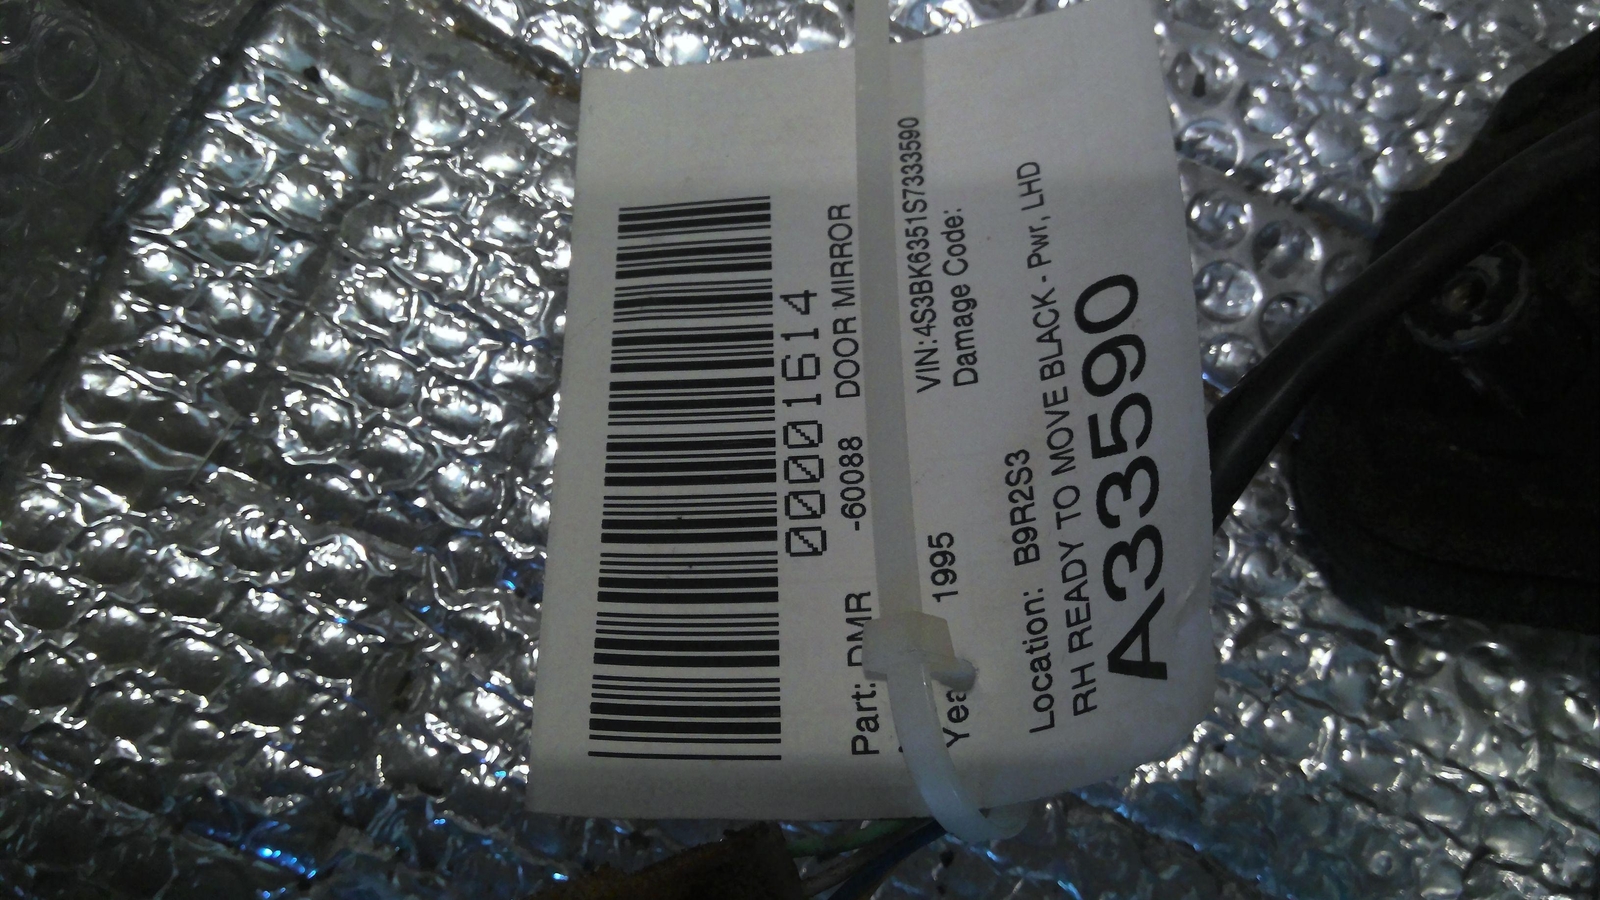 00001614
Part: DMR -60088 DOOR MIRROR
VIN:4S3BK6351S7333590
Year 1995 Damage Code:
Location: B9R2S3
RH READY TO MOVE BLACK - Pwr, LHD
A33590